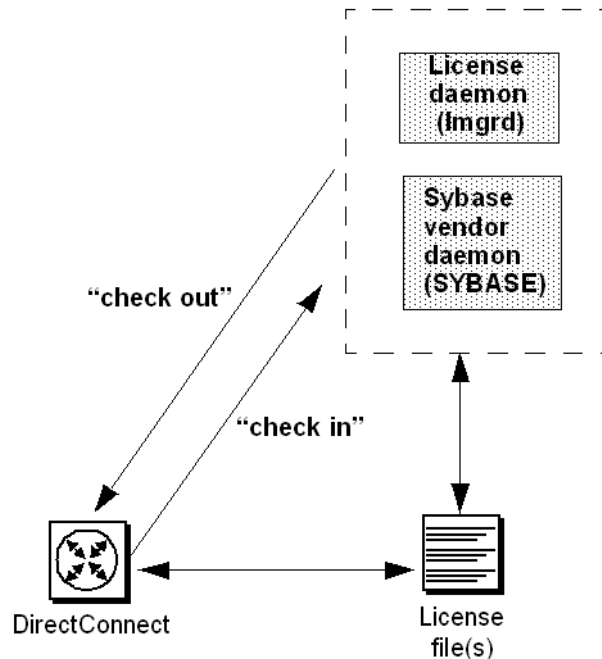 License
daemon
(lmgrd)
Sybase
vendor
daemon
(SYBASE)
“check out”
“check in”
DirectConnect
License
file(s)